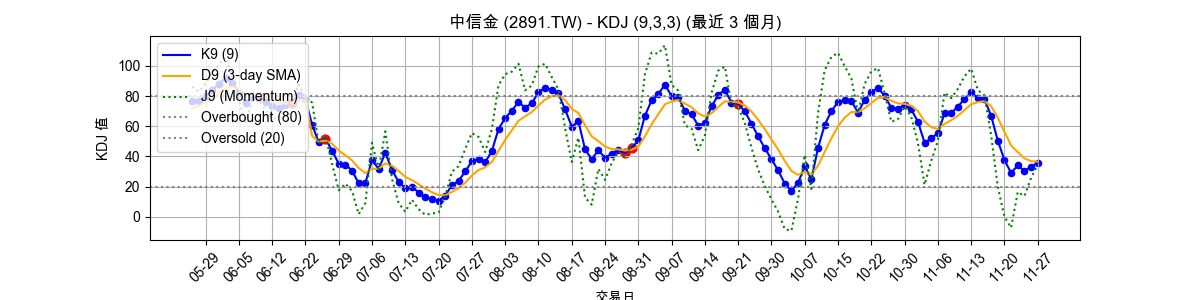 中信金 (2891.TW) - KDJ (9,3,3) (最近 3 個月)
KDJ 值
100
80
60
40
20
0
K9 (9)
D9 (3-day SMA)
J9 (Momentum)
Overbought (80)
Oversold (20)
05-29 06-05 06-12 06-22 06-29 07-06 07-13 07-20 07-27 08-03 08-10 08-17 08-24 08-31 09-07 09-14 09-21 09-30 10-07 10-15 10-22 10-30 11-06 11-13 11-20 11-27
交易日